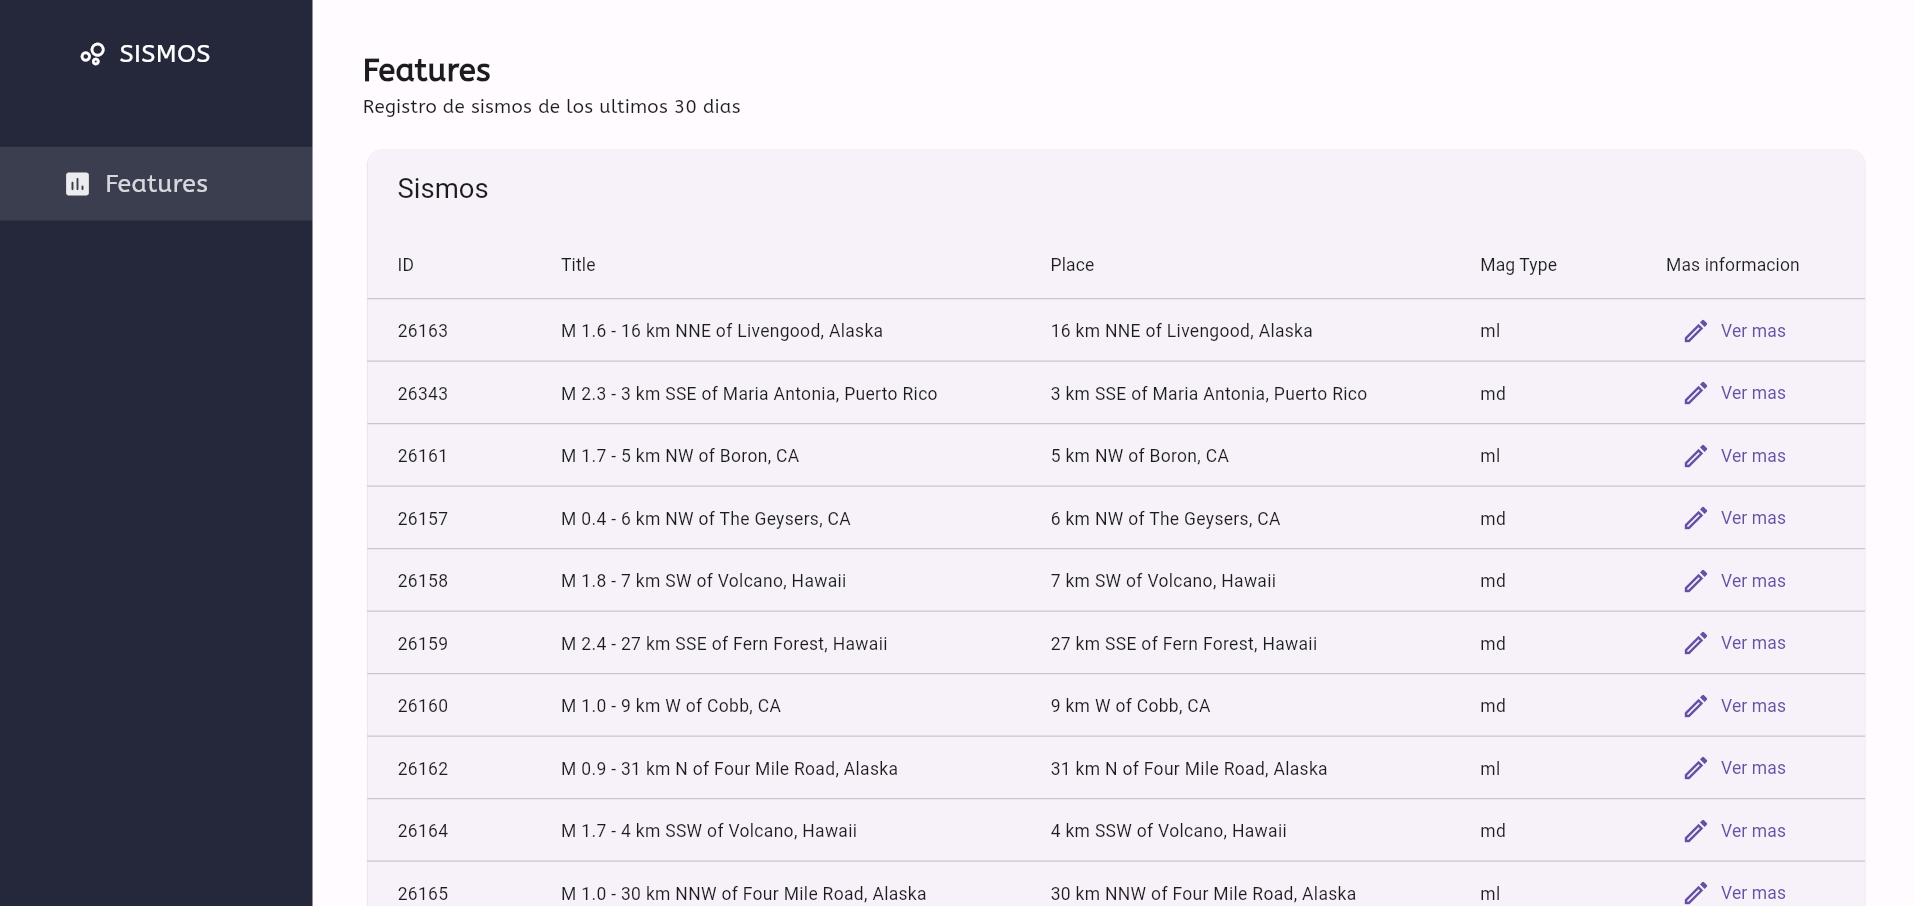 SISMOS
Features
Features
Registro de sismos de los ultimos 30 dias
Sismos
ID Title Place Mag Type Mas informacion
26163 M 1.6 - 16 km NNE of Livengood, Alaska 16 km NNE of Livengood, Alaska ml Ver mas
26343 M 2.3 - 3 km SSE of Maria Antonia, Puerto Rico 3 km SSE of Maria Antonia, Puerto Rico md Ver mas
26161 M 1.7 - 5 km NW of Boron, CA 5 km NW of Boron, CA ml Ver mas
26157 M 0.4 - 6 km NW of The Geysers, CA 6 km NW of The Geysers, CA md Ver mas
26158 M 1.8 - 7 km SW of Volcano, Hawaii 7 km SW of Volcano, Hawaii md Ver mas
26159 M 2.4 - 27 km SSE of Fern Forest, Hawaii 27 km SSE of Fern Forest, Hawaii md Ver mas
26160 M 1.0 - 9 km W of Cobb, CA 9 km W of Cobb, CA md Ver mas
26162 M 0.9 - 31 km N of Four Mile Road, Alaska 31 km N of Four Mile Road, Alaska ml Ver mas
26164 M 1.7 - 4 km SSW of Volcano, Hawaii 4 km SSW of Volcano, Hawaii md Ver mas
26165 M 1.0 - 30 km NNW of Four Mile Road, Alaska 30 km NNW of Four Mile Road, Alaska ml Ver mas